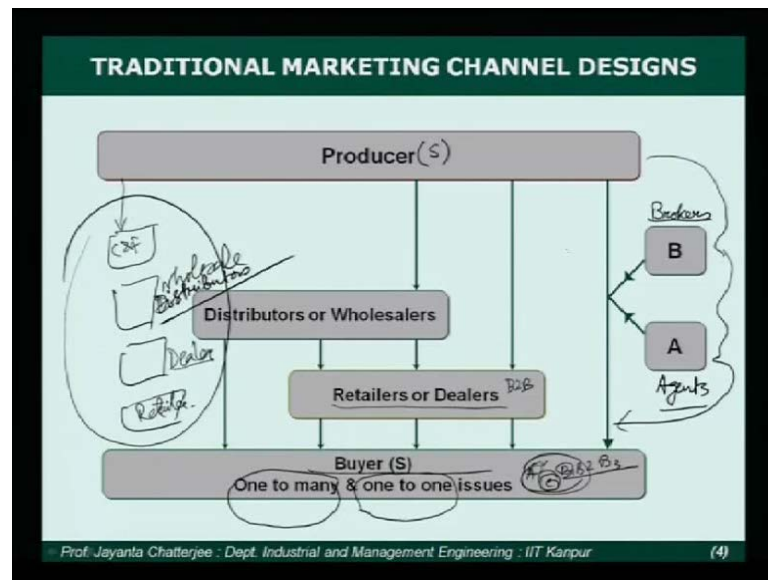 TRADITIONAL MARKETING CHANNEL DESIGNS
Producer(S)
Brokers
B
C&F
Wholesale
Distributors
Distributors or Wholesalers
Dealer
A
Agents
Retailers or Dealers B2B
Retailer.
Buyer (S)
One to many & one to one issues
Prof. Jayanta Chatterjee : Dept. Industrial and Management Engineering : IIT Kanpur (4)